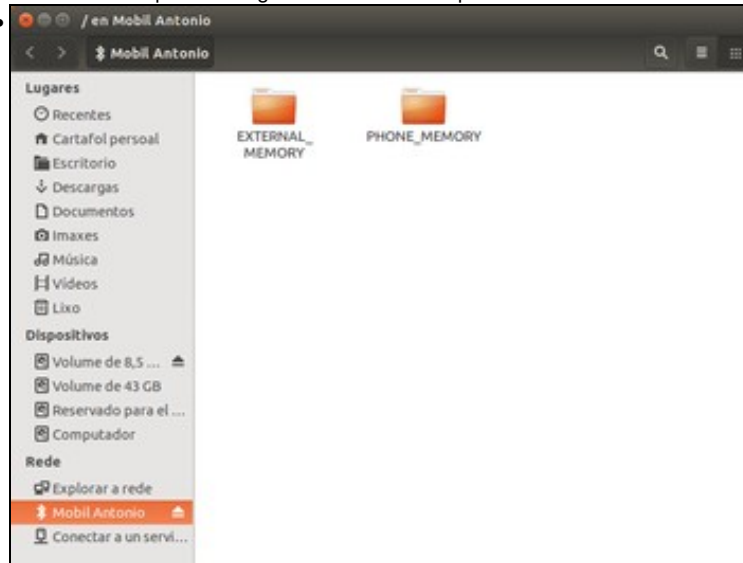 / en Mobil Antonio
Mobil Antonio
Lugares
Recentes
Cartafol persoal
Escritorio
Descargas
Documentos
Imaxes
Música
Vídeos
Lixo
Dispositivos
Volume de 8,5 ...
Volume de 43 GB
Reservado para el ...
Computador
Rede
Explorar a rede
Mobil Antonio
Conectar a un servi...
EXTERNAL_
MEMORY
PHONE_MEMORY